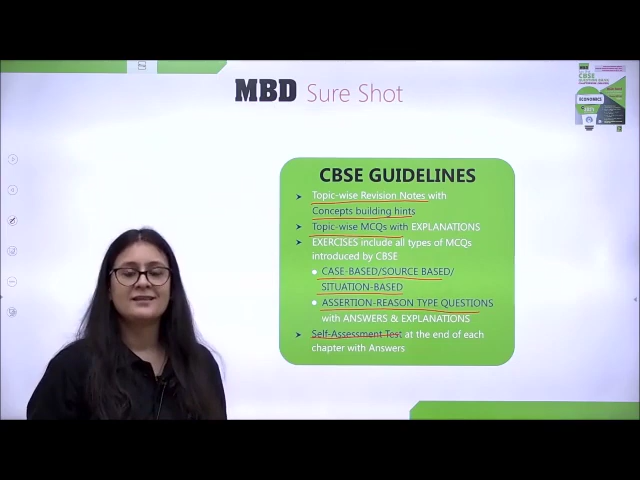 MBD Sure Shot
CBSE
ECONOMICS
CBSE GUIDELINES
➤ Topic-wise Revision Notes with
Concepts building hints
➤ Topic-wise MCQs with EXPLANATIONS
➤ EXERCISES include all types of MCQs
introduced by CBSE
● CASE-BASED/SOURCE BASED/
SITUATION-BASED
● ASSERTION-REASON TYPE QUESTIONS
with ANSWERS & EXPLANATIONS
➤ Self-Assessment Test at the end of each
chapter with Answers